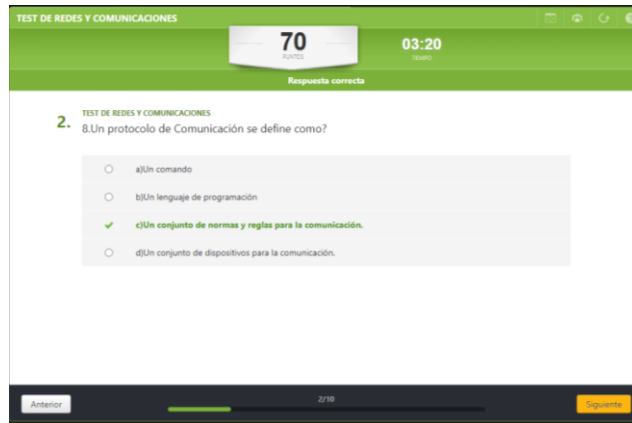 TEST DE REDES Y COMUNICACIONES
70
PUNTOS
03:20
TIEMPO
Respuesta correcta
TEST DE REDES Y COMUNICACIONES
2. 8.Un protocolo de Comunicación se define como?
a)Un comando
b)Un lenguaje de programación
c)Un conjunto de normas y reglas para la comunicación.
d)Un conjunto de dispositivos para la comunicación.
Anterior
2/10
Siguiente